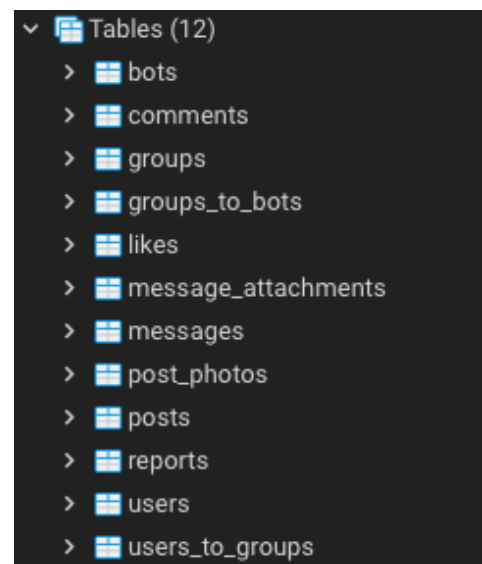 Tables (12)
bots
comments
groups
groups_to_bots
likes
message_attachments
messages
post_photos
posts
reports
users
users_to_groups